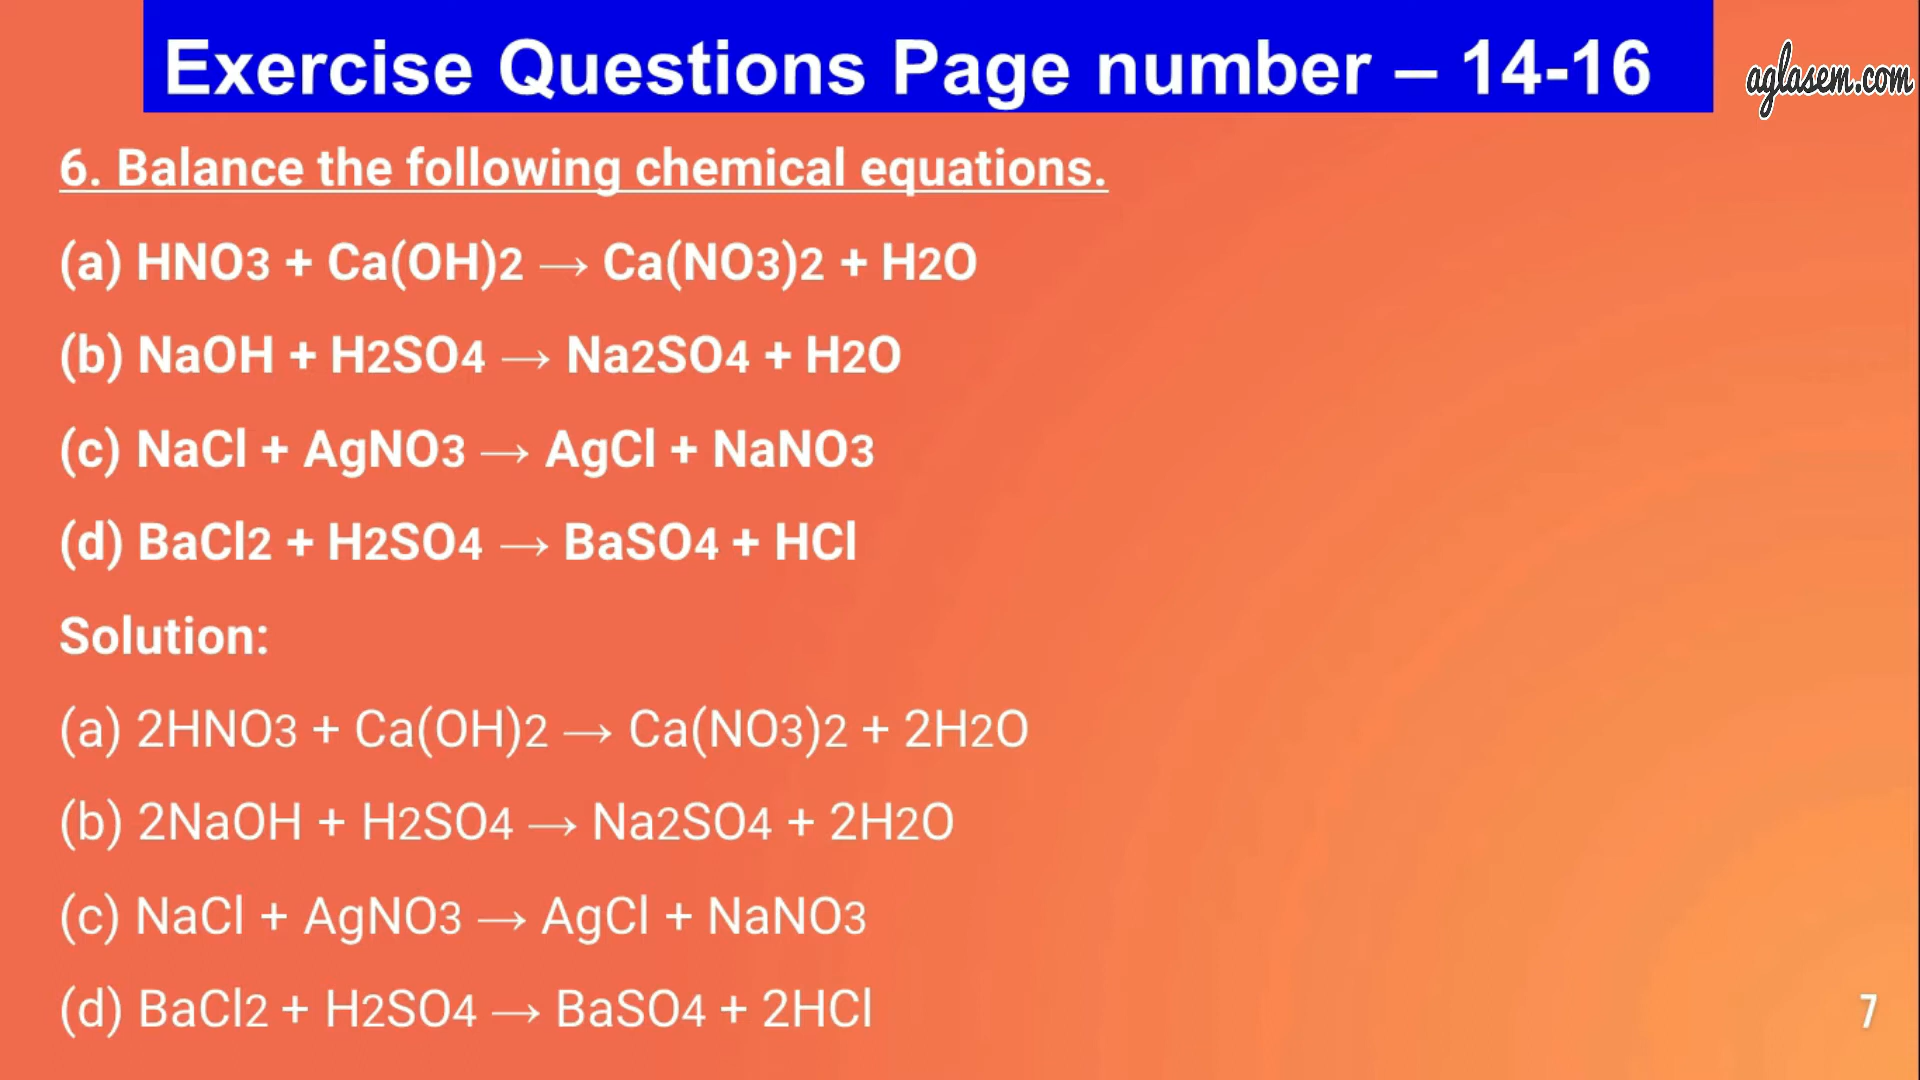 Exercise Questions Page number – 14-16
aglasem.com
6. Balance the following chemical equations.
(a) HNO3 + Ca(OH)2 → Ca(NO3)2 + H2O
(b) NaOH + H2SO4 → Na2SO4 + H2O
(c) NaCl + AgNO3 → AgCl + NaNO3
(d) BaCl2 + H2SO4 → BaSO4 + HCl
Solution:
(a) 2HNO3 + Ca(OH)2 → Ca(NO3)2 + 2H2O
(b) 2NaOH + H2SO4 → Na2SO4 + 2H2O
(c) NaCl + AgNO3 → AgCl + NaNO3
(d) BaCl2 + H2SO4 → BaSO4 + 2HCl
7